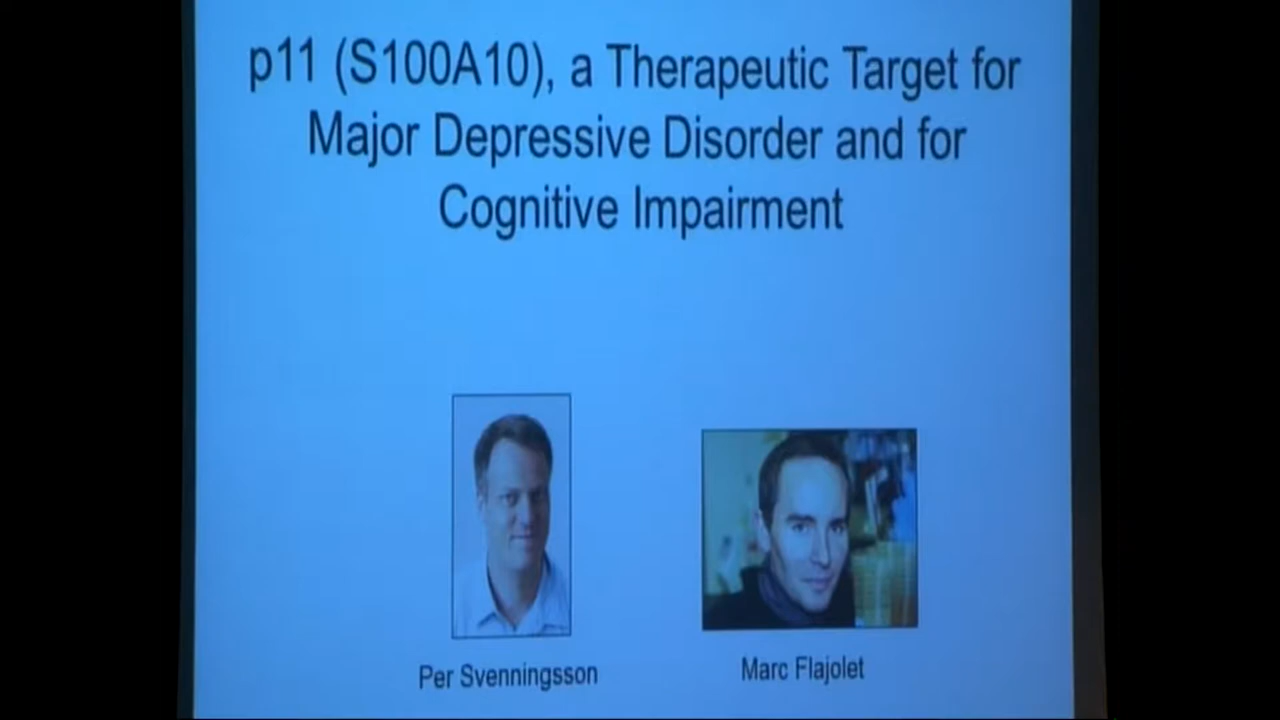 p11 (S100A10), a Therapeutic Target for
Major Depressive Disorder and for
Cognitive Impairment
Per Svenningsson
Marc Flajolet